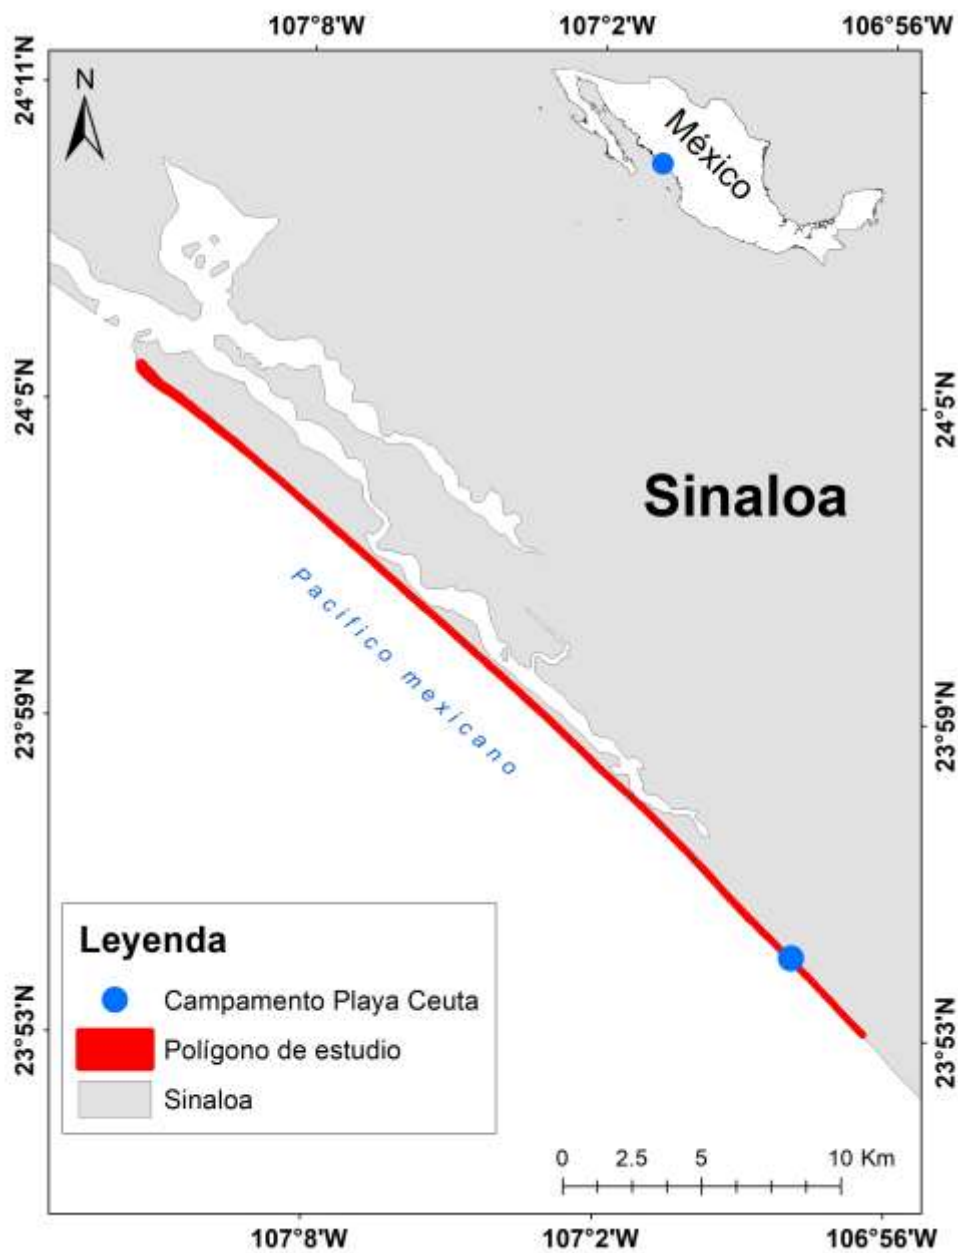 107°8'W 107°2'W 106°56'W
24°11'N
N
México
24°5'N
24°5'N
Sinaloa
Pacífico mexicano
23°59'N
23°59'N
Leyenda
Campamento Playa Ceuta
Polígono de estudio
Sinaloa
23°53'N
23°53'N
0 2.5 5 10 Km
107°8'W 107°2'W 106°56'W